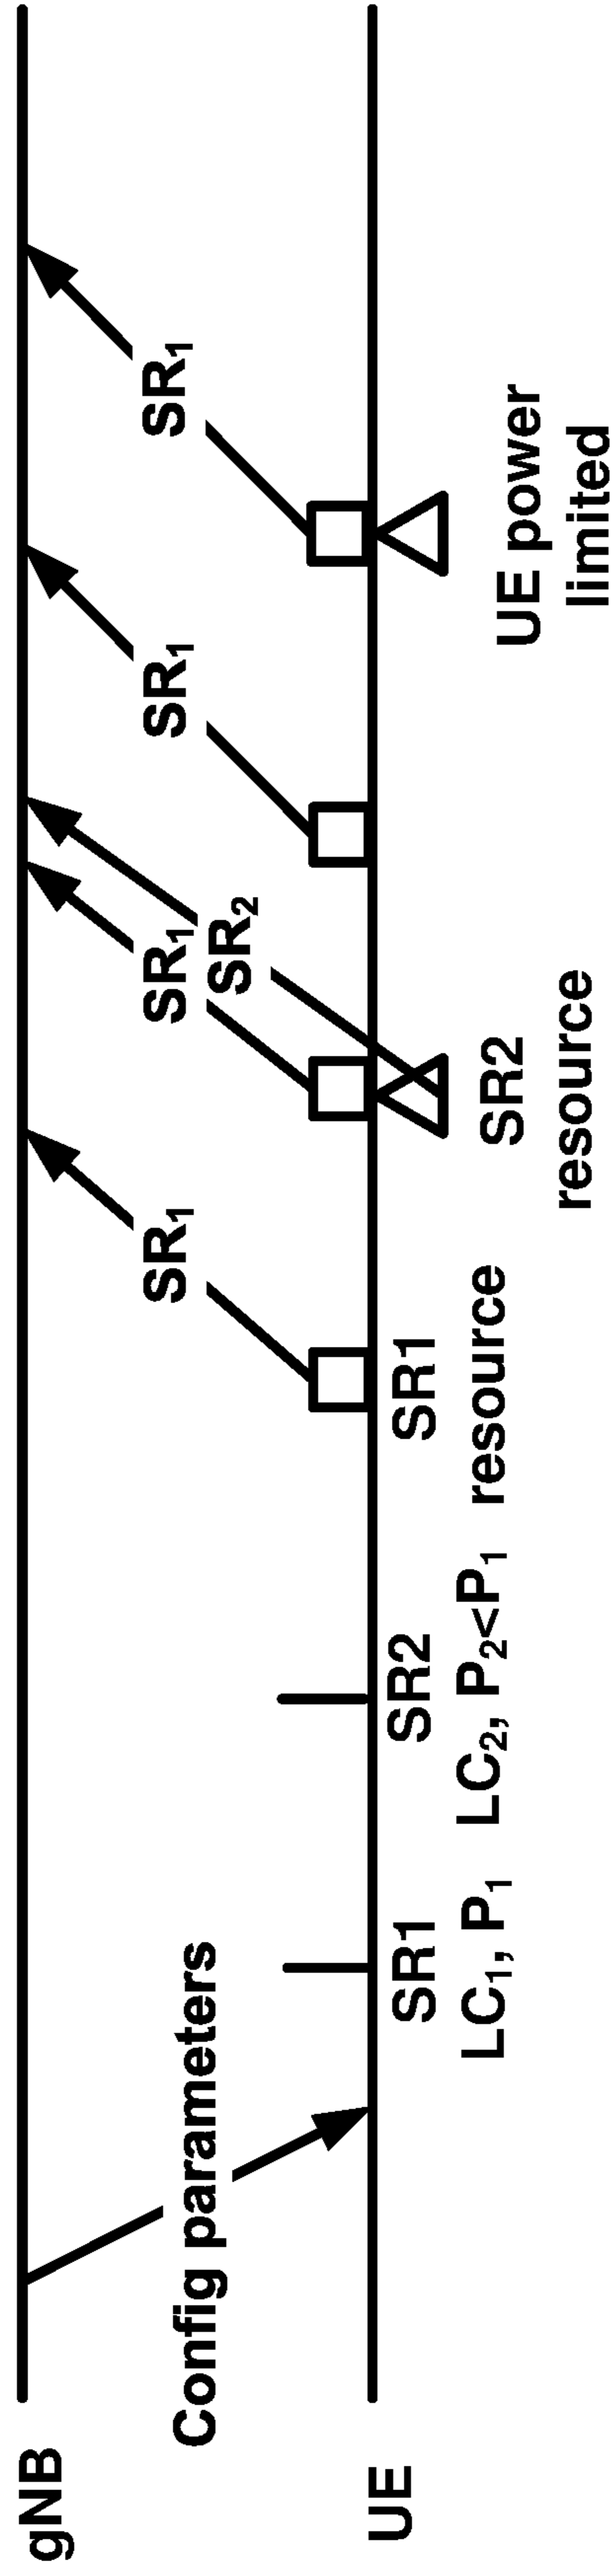 gNB
Config parameters
SR₁
SR₁
SR₂
SR₁
SR₁
UE
SR1
LC₁, P₁
SR2
LC₂, P₂<P₁
SR1
resource
SR2
resource
UE power
limited